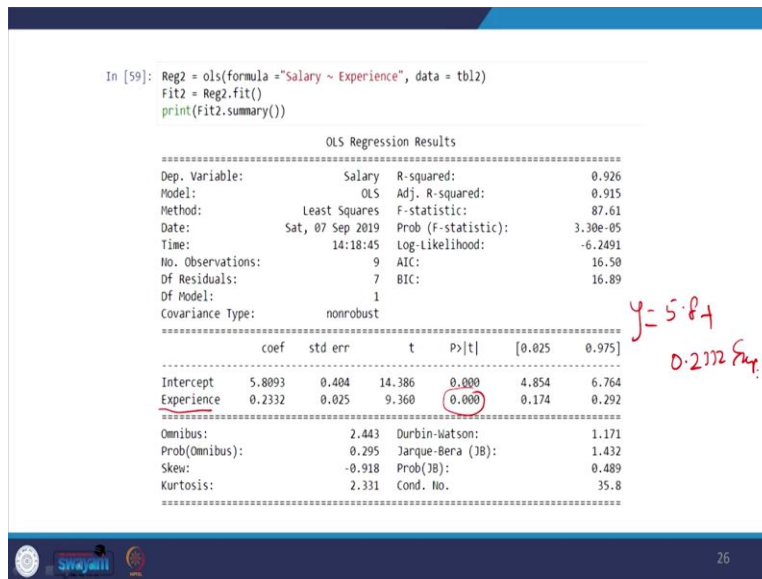 In [59]: Reg2 = ols(formula ="Salary ~ Experience", data = tbl2)
Fit2 = Reg2.fit()
print(Fit2.summary())
OLS Regression Results
==============================================================================
Dep. Variable: Salary R-squared: 0.926
Model: OLS Adj. R-squared: 0.915
Method: Least Squares F-statistic: 87.61
Date: Sat, 07 Sep 2019 Prob (F-statistic): 3.30e-05
Time: 14:18:45 Log-Likelihood: -6.2491
No. Observations: 9 AIC: 16.50
Df Residuals: 7 BIC: 16.89
Df Model: 1
Covariance Type: nonrobust
==============================================================================
coef std err t P>|t| [0.025 0.975]
------------------------------------------------------------------------------
Intercept 5.8093 0.404 14.386 0.000 4.854 6.764
Experience 0.2332 0.025 9.360 0.000 0.174 0.292
==============================================================================
Omnibus: 2.443 Durbin-Watson: 1.171
Prob(Omnibus): 0.295 Jarque-Bera (JB): 1.432
Skew: -0.918 Prob(JB): 0.489
Kurtosis: 2.331 Cond. No. 35.8
==============================================================================
y = 5.8 +
0.2332 Exp.
swayam
26